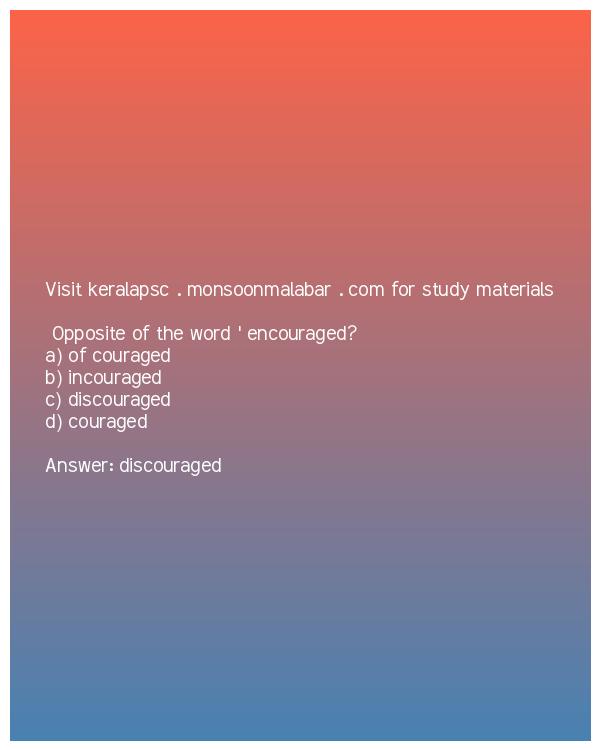 Visit keralapsc . monsoonmalabar . com for study materials
Opposite of the word ' encouraged?
a) of couraged
b) incouraged
c) discouraged
d) couraged
Answer: discouraged